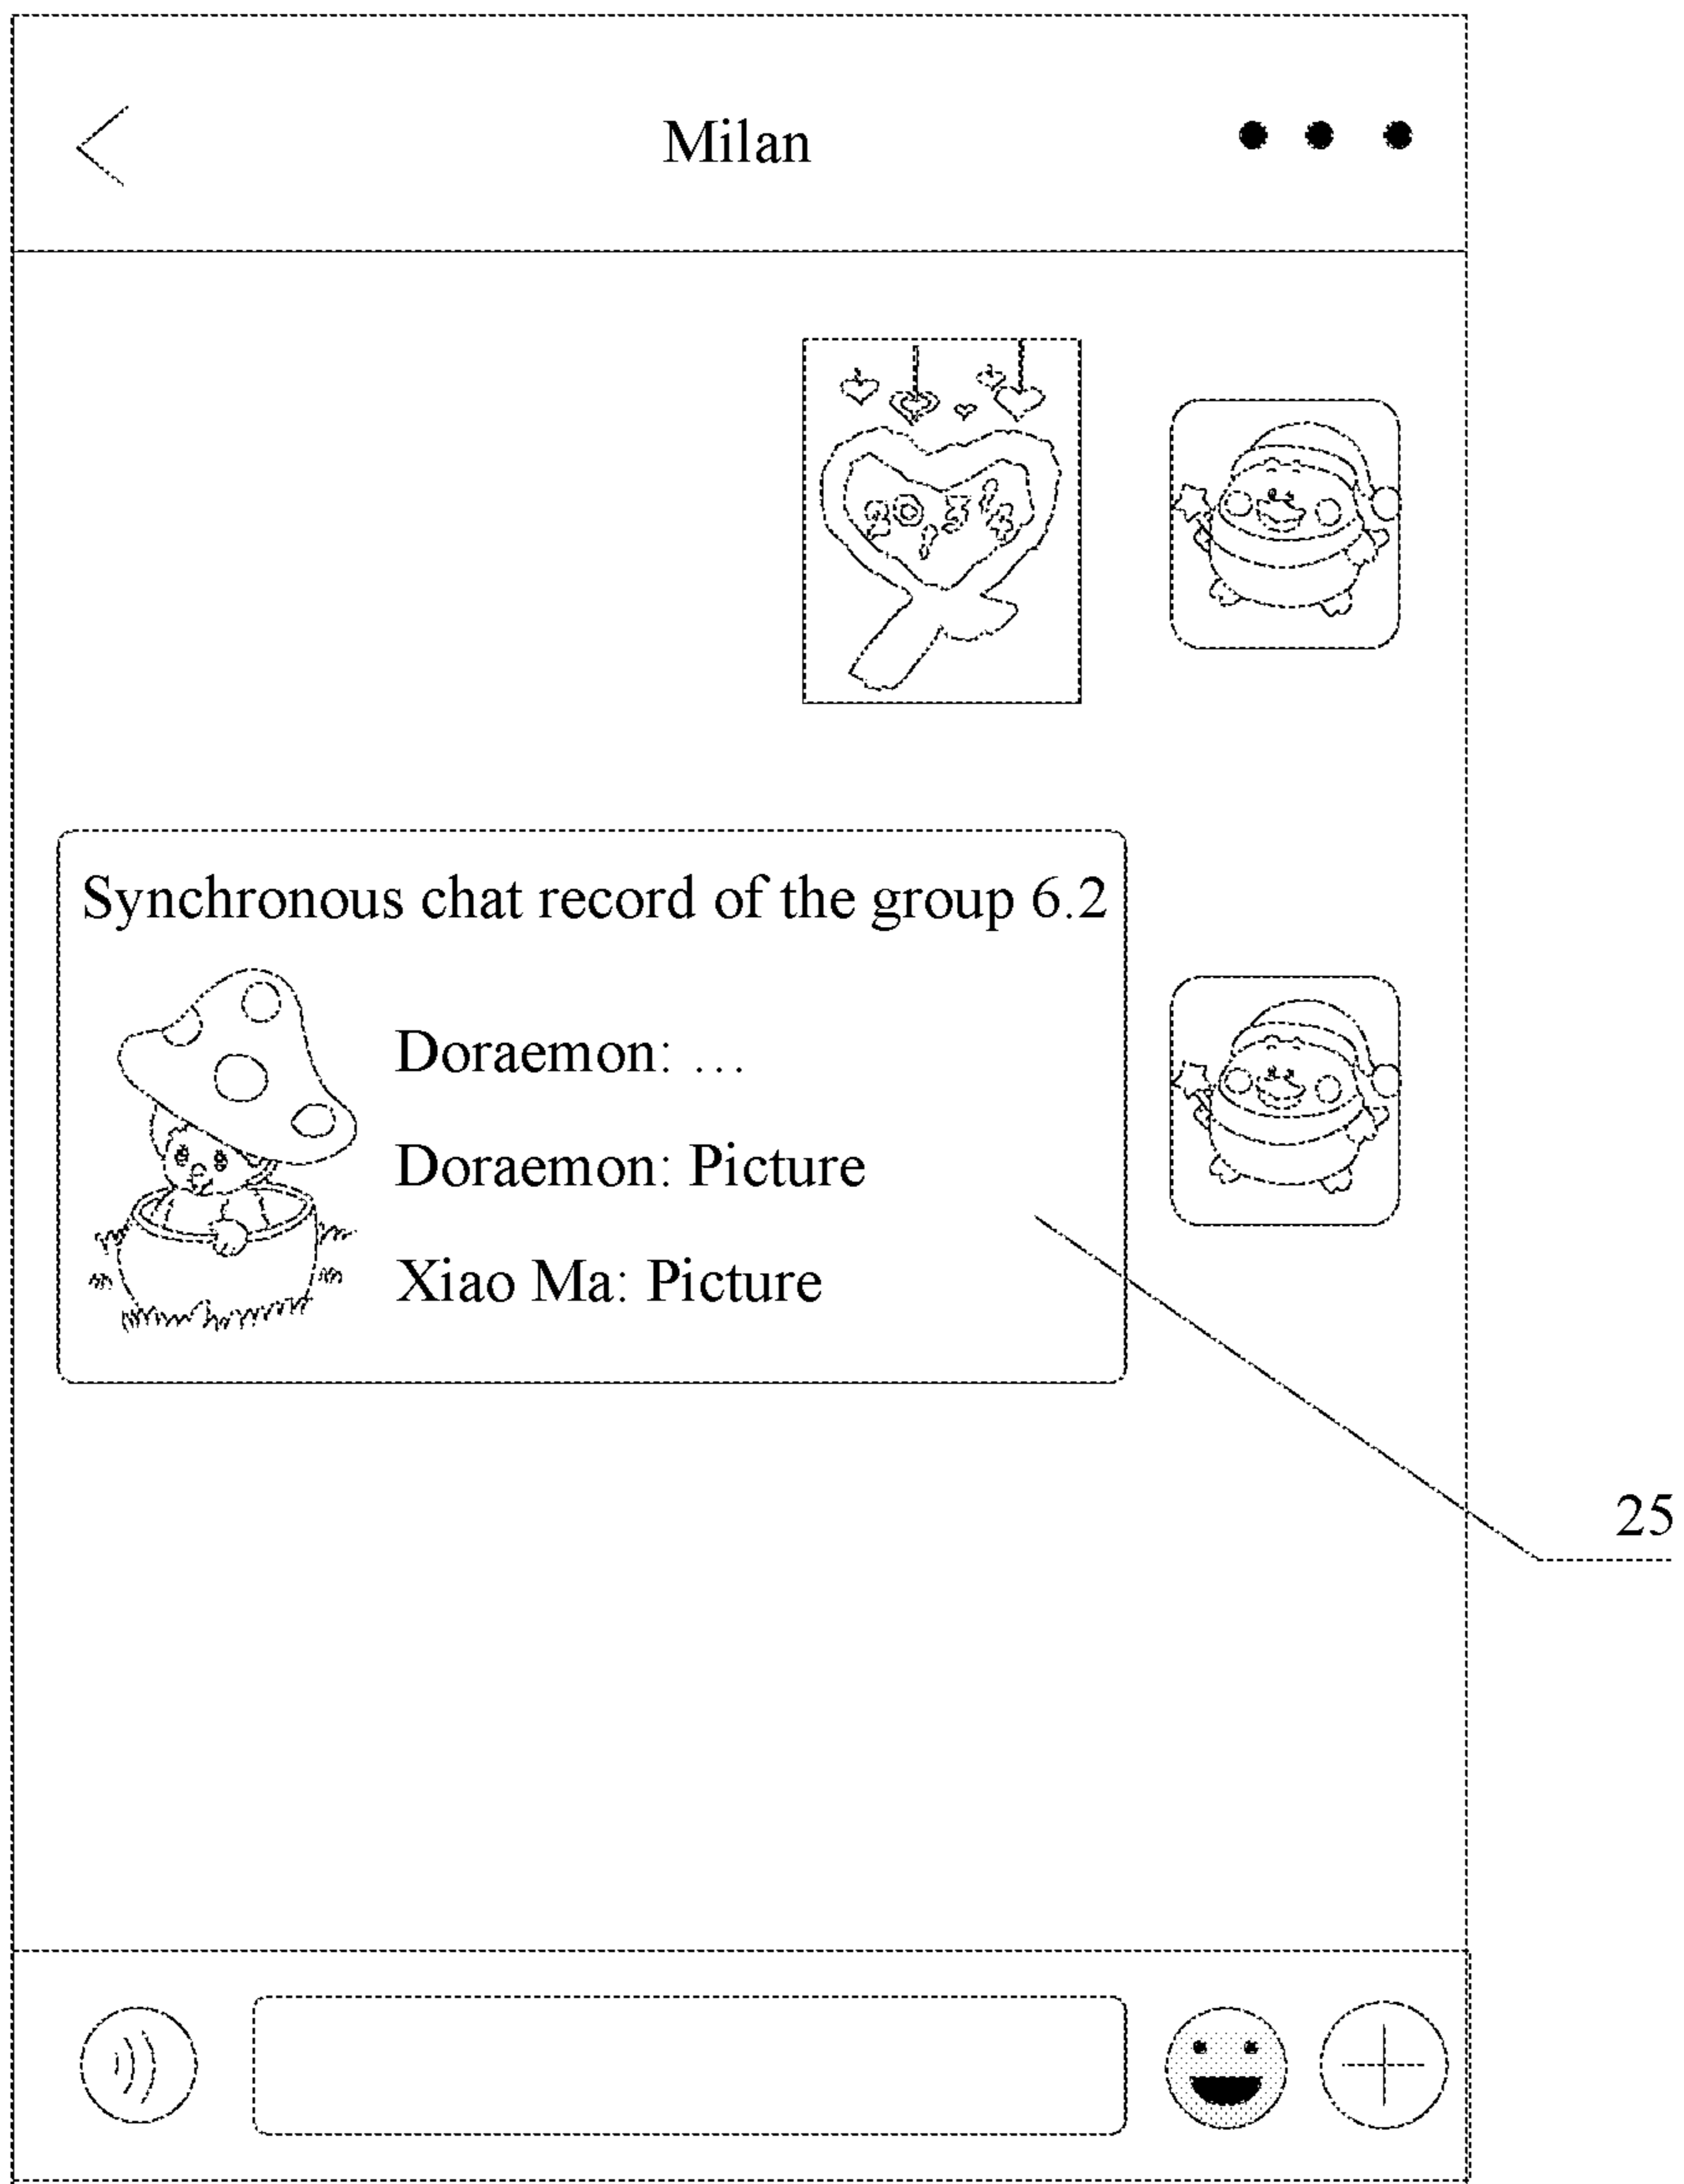 Milan
Synchronous chat record of the group 6.2
Doraemon: …
Doraemon: Picture
Xiao Ma: Picture
25